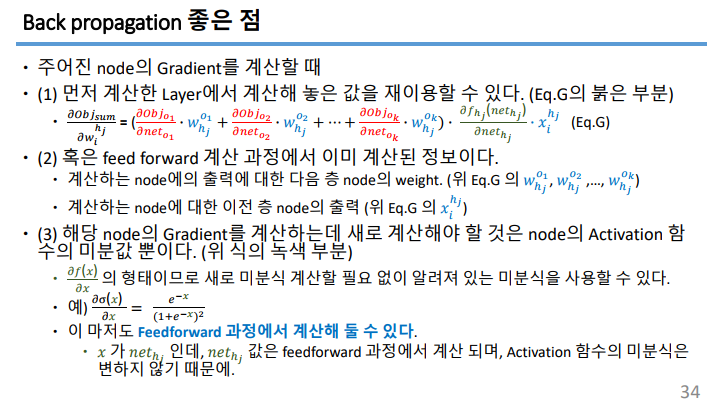 Back propagation 좋은 점
• 주어진 node의 Gradient를 계산할 때
• (1) 먼저 계산한 Layer에서 계산해 놓은 값을 재이용할 수 있다. (Eq.G의 붉은 부분)
• $\frac{\partial Obj_{sum}}{\partial w_i^{h_j}} = (\frac{\partial Obj_{o_1}}{\partial net_{o_1}} \cdot w_{h_j}^{o_1} + \frac{\partial Obj_{o_2}}{\partial net_{o_2}} \cdot w_{h_j}^{o_2} + \cdots + \frac{\partial Obj_{o_k}}{\partial net_{o_k}} \cdot w_{h_j}^{o_k}) \cdot \frac{\partial f_{h_j}(net_{h_j})}{\partial net_{h_j}} \cdot x_i^{h_j}$ (Eq.G)
• (2) 혹은 feed forward 계산 과정에서 이미 계산된 정보이다.
• 계산하는 node에의 출력에 대한 다음 층 node의 weight. (위 Eq.G 의 $w_{h_j}^{o_1}, w_{h_j}^{o_2}, …, w_{h_j}^{o_k}$)
• 계산하는 node에 대한 이전 층 node의 출력 (위 Eq.G 의 $x_i^{h_j}$)
• (3) 해당 node의 Gradient를 계산하는데 새로 계산해야 할 것은 node의 Activation 함
수의 미분값 뿐이다. (위 식의 녹색 부분)
• $\frac{\partial f(x)}{\partial x}$ 의 형태이므로 새로 미분식 계산할 필요 없이 알려져 있는 미분식을 사용할 수 있다.
• 예) $\frac{\partial \sigma(x)}{\partial x} = \frac{e^{-x}}{(1+e^{-x})^2}$
• 이 마저도 Feedforward 과정에서 계산해 둘 수 있다.
• $x$ 가 $net_{h_j}$ 인데, $net_{h_j}$ 값은 feedforward 과정에서 계산 되며, Activation 함수의 미분식은
변하지 않기 때문에.
34